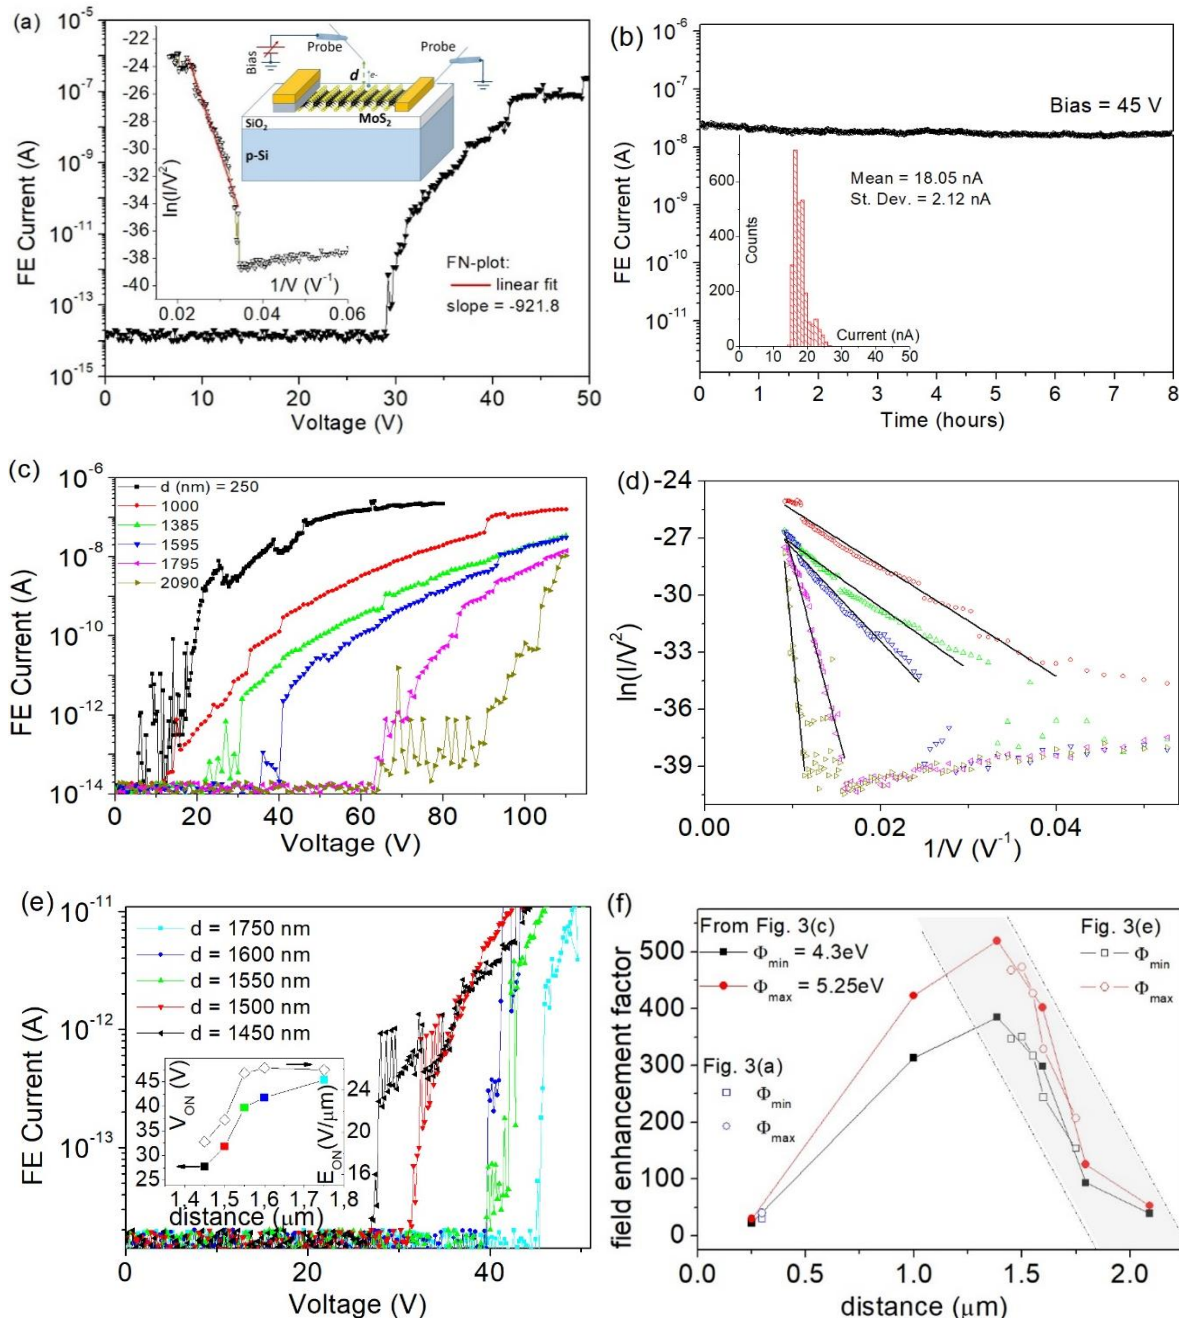 (a)
10⁻⁵
10⁻⁷
10⁻⁹
10⁻¹¹
10⁻¹³
10⁻¹⁵
FE Current (A)
0 10 20 30 40 50
Voltage (V)
-22
-24
-26
-28
-30
-32
-34
-36
-38
-40
ln(I/V²)
0.02 0.04 0.06
1/V (V⁻¹)
Bias
Probe
Probe
d
e-
SiO₂
MoS₂
p-Si
FN-plot:
linear fit
slope = -921.8
(b)
10⁻⁶
10⁻⁷
10⁻⁸
10⁻⁹
10⁻¹⁰
10⁻¹¹
FE Current (A)
0 1 2 3 4 5 6 7 8
Time (hours)
Bias = 45 V
Mean = 18.05 nA
St. Dev. = 2.12 nA
600
400
200
0
Counts
0 10 20 30 40 50
Current (nA)
(c)
10⁻⁶
10⁻⁸
10⁻¹⁰
10⁻¹²
10⁻¹⁴
FE Current (A)
0 20 40 60 80 100
Voltage (V)
d (nm) = 250
1000
1385
1595
1795
2090
(d)
-24
-27
-30
-33
-36
-39
ln(I/V²)
0.00 0.02 0.04
1/V (V⁻¹)
(e)
10⁻¹¹
10⁻¹²
10⁻¹³
FE Current (A)
0 20 40
Voltage (V)
d = 1750 nm
d = 1600 nm
d = 1550 nm
d = 1500 nm
d = 1450 nm
45
40
35
30
25
V_ON (V)
24
20
16
E_ON (V/μm)
1,4 1,5 1,6 1,7 1,8
distance (μm)
(f)
500
400
300
200
100
0
field enhancement factor
0.0 0.5 1.0 1.5 2.0
distance (μm)
From Fig. 3(c)
Φmin = 4.3eV
Φmax = 5.25eV
Fig. 3(a)
Φmin
Φmax
Fig. 3(e)
Φmin
Φmax